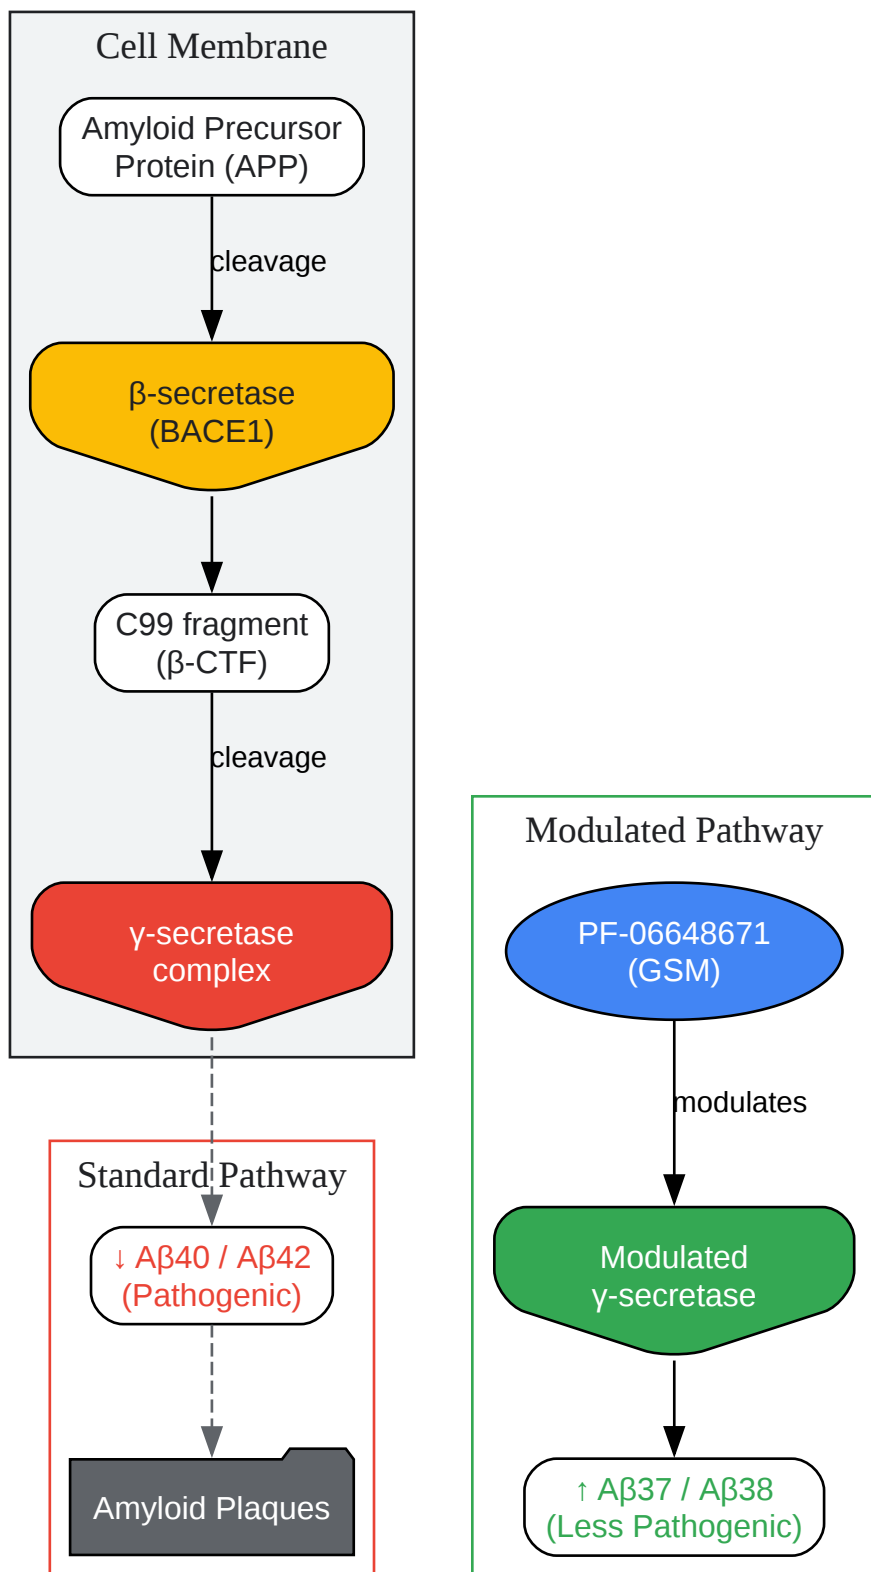 Cell Membrane
Amyloid Precursor
Protein (APP)
cleavage
β-secretase
(BACE1)
C99 fragment
(β-CTF)
cleavage
γ-secretase
complex
Standard Pathway
↓ Aβ40 / Aβ42
(Pathogenic)
Amyloid Plaques
Modulated Pathway
PF-06648671
(GSM)
modulates
Modulated
γ-secretase
↑ Aβ37 / Aβ38
(Less Pathogenic)